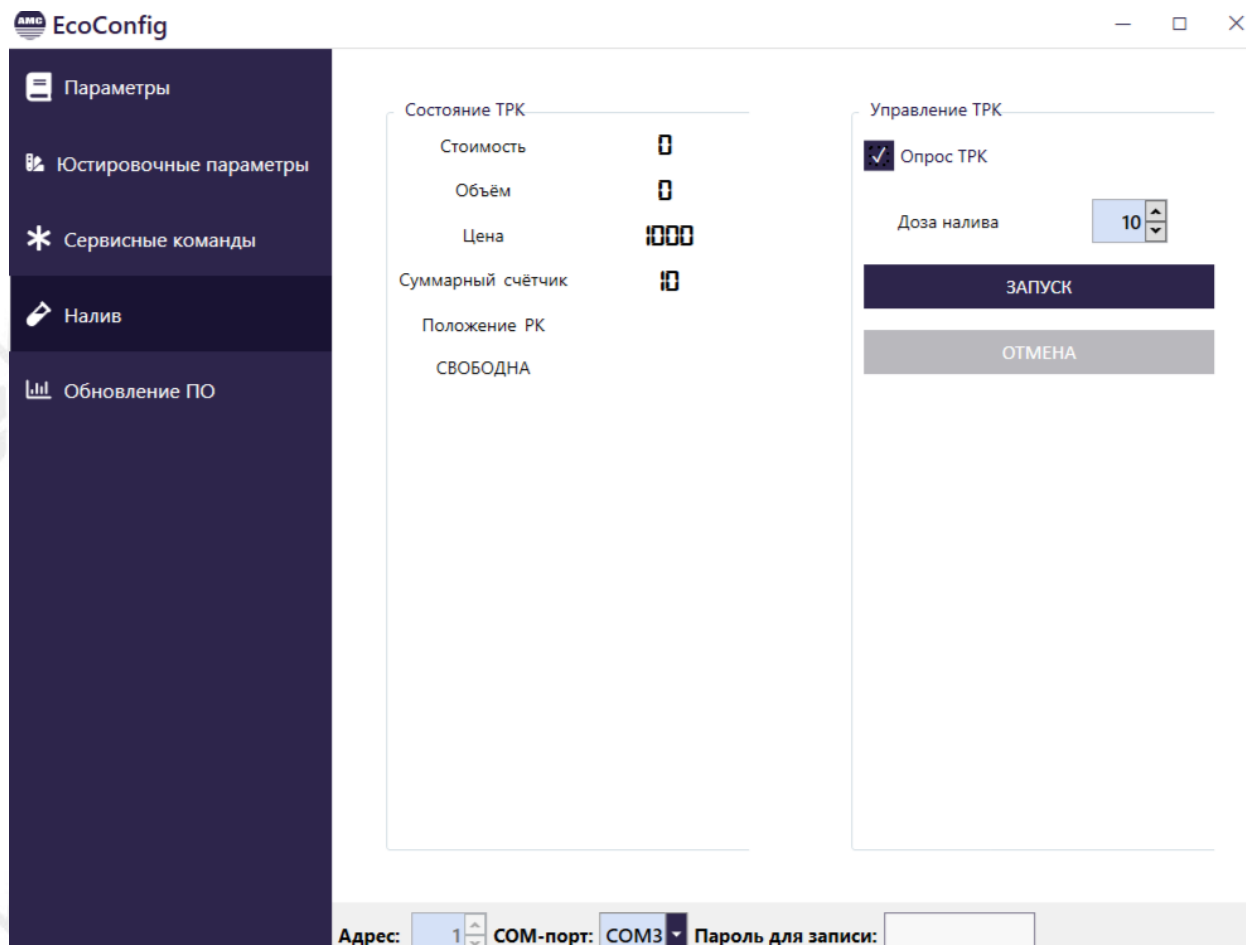 AMC EcoConfig
Параметры
Юстировочные параметры
Сервисные команды
Налив
Обновление ПО
Состояние ТРК
Стоимость 0
Объём 0
Цена 1000
Суммарный счётчик 10
Положение РК
СВОБОДНА
Управление ТРК
Опрос ТРК
Доза налива 10
ЗАПУСК
ОТМЕНА
Адрес: 1 COM-порт: COM3 Пароль для записи: